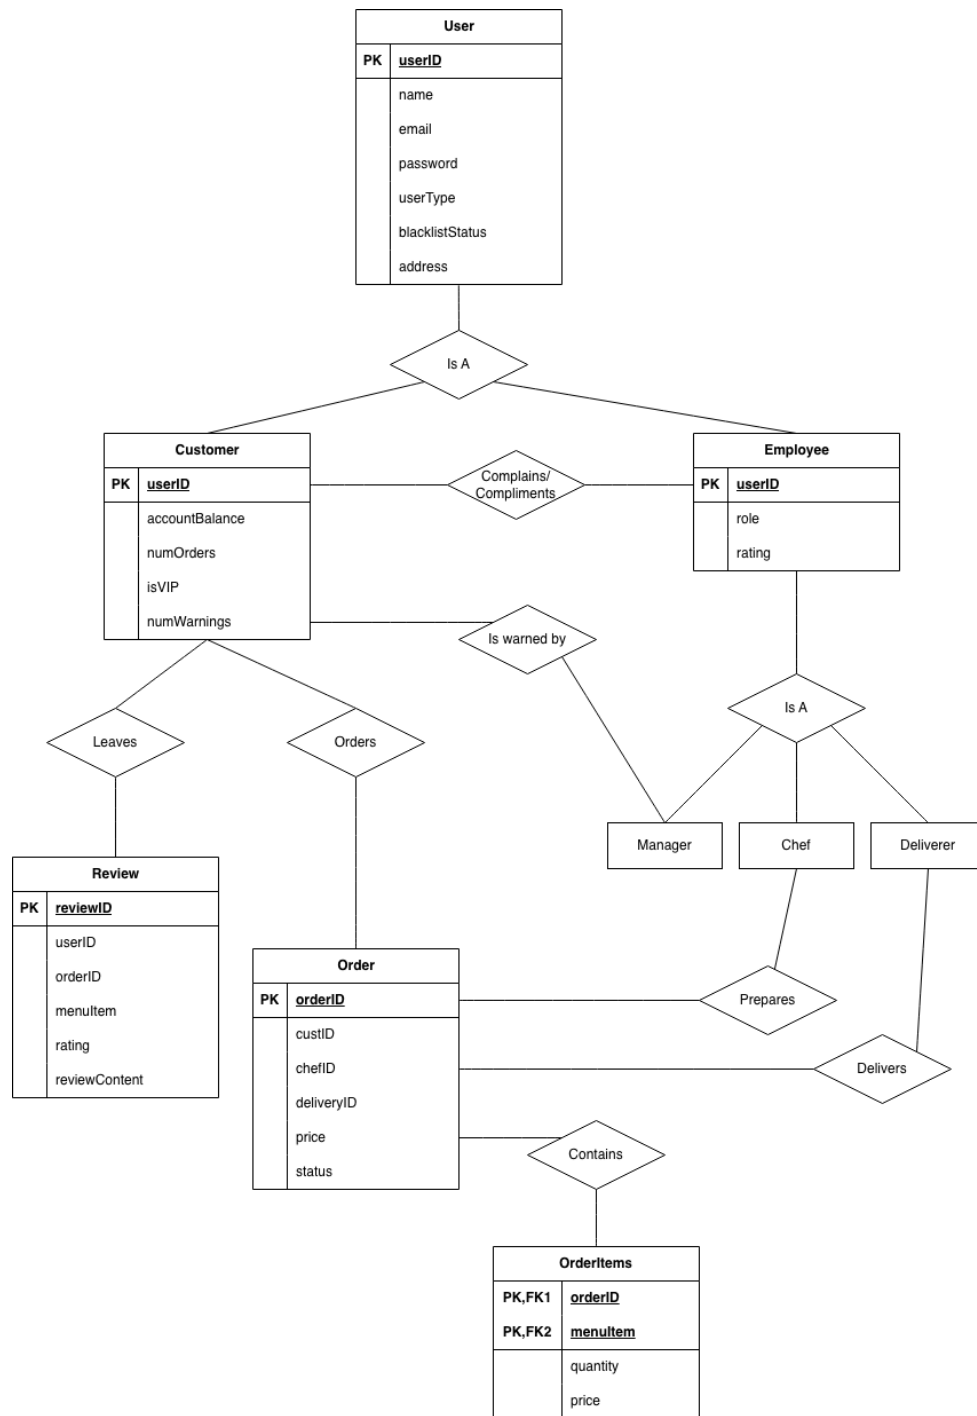 User
PK userID
name
email
password
userType
blacklistStatus
address
Is A
Customer
PK userID
accountBalance
numOrders
isVIP
numWarnings
Complains/
Compliments
Employee
PK userID
role
rating
Is warned by
Is A
Leaves
Orders
Manager
Chef
Deliverer
Review
PK reviewID
userID
orderID
menuItem
rating
reviewContent
Order
PK orderID
custID
chefID
deliveryID
price
status
Prepares
Delivers
Contains
OrderItems
PK,FK1 orderID
PK,FK2 menuItem
quantity
price